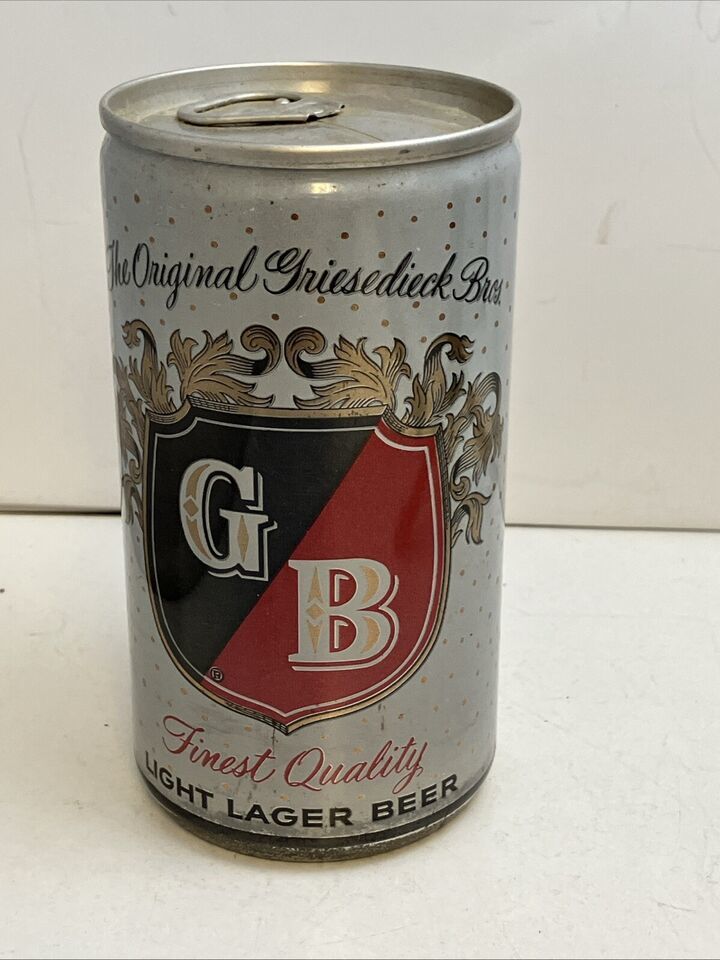 The Original Griesedieck Bros.
G
B
®
Finest Quality
LIGHT LAGER BEER